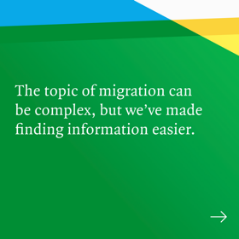 The topic of migration can
be complex, but we’ve made
finding information easier.